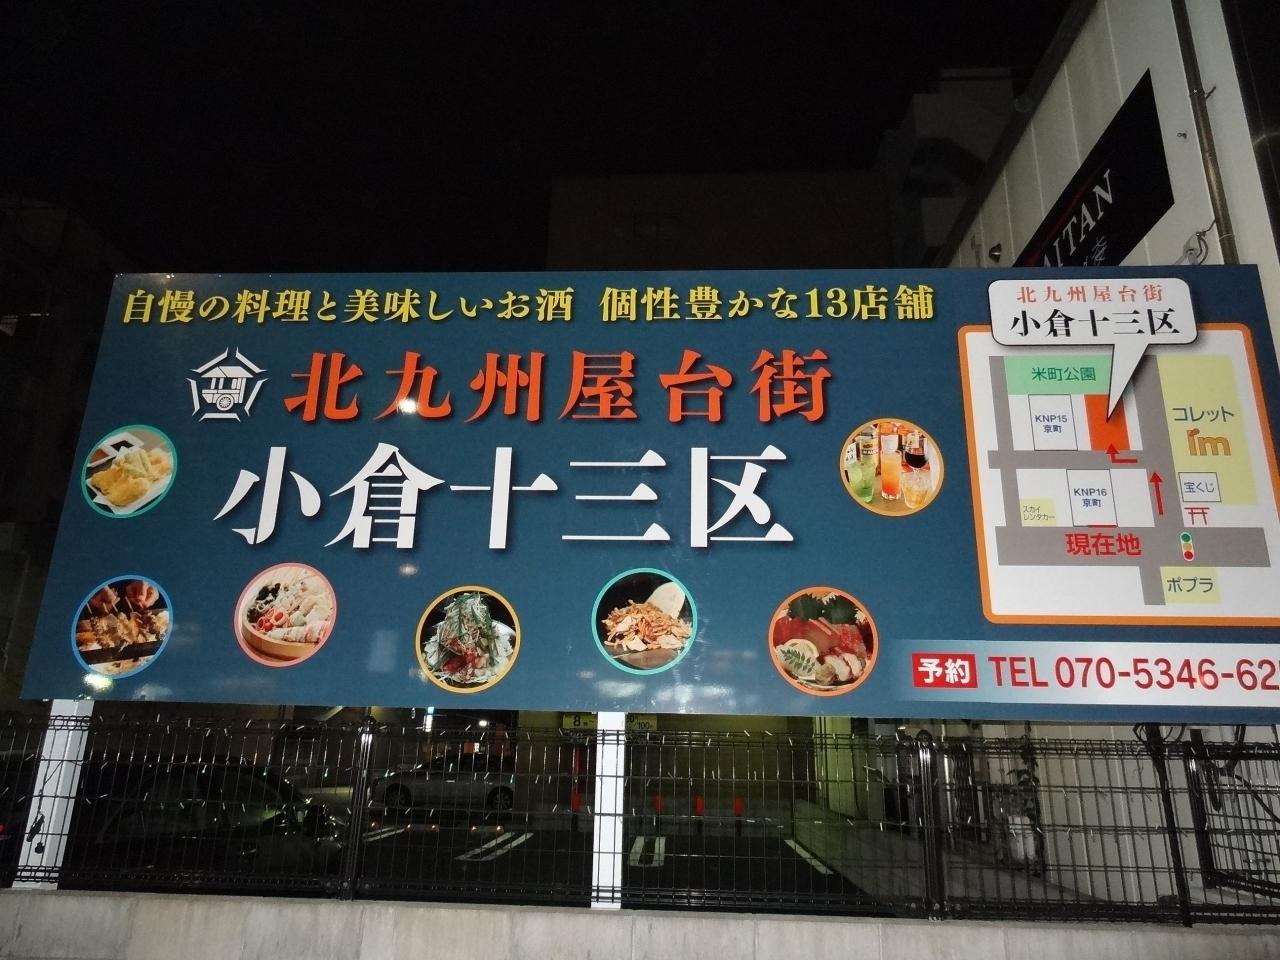 自慢の料理と美味しいお酒 個性豊かな13店舗
北九州屋台街
小倉十三区
北九州屋台街
小倉十三区
米町公園
KNP15
京町
コレット
I'm
KNP16
京町
宝くじ
スカイ
レンタカー
現在地
ポプラ
予約 TEL 070-5346-62
AITAN
8
100